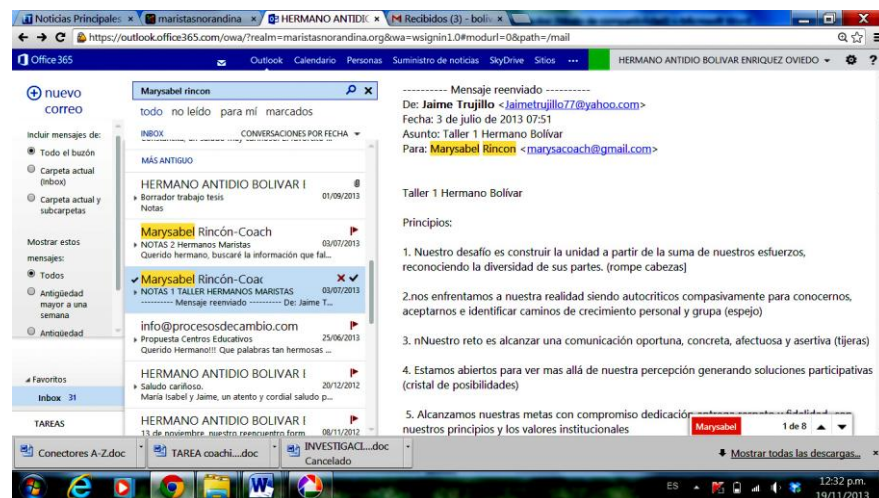 Noticias Principales
maristasnorandina
HERMANO ANTIDIO
Recibidos (3) - boliv
https://outlook.office365.com/owa/?realm=maristasnorandina.org&wa=wsignin1.0#modurl=0&path=/mail
Office 365
Outlook Calendario Personas Suministro de noticias SkyDrive Sitios ···
HERMANO ANTIDIO BOLIVAR ENRIQUEZ OVIEDO
?
nuevo
correo
Incluir mensajes de:
Todo el buzón
Carpeta actual
(inbox)
Carpeta actual y
subcarpetas
Mostrar estos
mensajes:
Todos
Antigüedad
mayor a una
semana
Antigüedad
Favoritos
Inbox 31
TAREAS
Marysabel rincon
todo no leído para mí marcados
INBOX CONVERSACIONES POR FECHA
MÁS ANTIGUO
HERMANO ANTIDIO BOLIVAR E
Borrador trabajo tesis 01/09/2013
Notas
Marysabel Rincón-Coach
NOTAS 2 Hermanos Maristas 03/07/2013
Querido hermano, buscaré la información que fal...
Marysabel Rincón-Coac
NOTAS 1 TALLER HERMANOS MARISTAS 03/07/2013
---------- Mensaje reenviado ---------- De: Jaime T...
info@procesosdecambio.com
Propuesta Centros Educativos 25/06/2013
Querido Hermano!!! Que palabras tan hermosas ...
HERMANO ANTIDIO BOLIVAR E
Saludo cariñoso. 20/12/2012
María Isabel y Jaime, un atento y cordial saludo p...
HERMANO ANTIDIO BOLIVAR E
13 de noviembre, nuestro reencuentro form 08/11/2012
---------- Mensaje reenviado ----------
De: Jaime Trujillo <Jaimetrujillo77@yahoo.com>
Fecha: 3 de julio de 2013 07:51
Asunto: Taller 1 Hermano Bolívar
Para: Marysabel Rincon <marysacoach@gmail.com>
Taller 1 Hermano Bolívar
Principios:
1. Nuestro desafío es construir la unidad a partir de la suma de nuestros esfuerzos,
reconociendo la diversidad de sus partes. (rompe cabezas]
2.nos enfrentamos a nuestra realidad siendo autocriticos compasivamente para conocernos,
aceptarnos e identificar caminos de crecimiento personal y grupa (espejo)
3. nNuestro reto es alcanzar una comunicación oportuna, concreta, afectuosa y asertiva (tijeras)
4. Estamos abiertos para ver mas allá de nuestra percepción generando soluciones participativas
(cristal de posibilidades)
5. Alcanzamos nuestras metas con compromiso dedicación
nuestros principios y los valores institucionales
Marysabel 1 de 8
Conectores A-Z.doc
TAREA coachi....doc
INVESTIGACI....doc
Cancelado
Mostrar todas las descargas...
ES
12:32 p.m.
19/11/2013